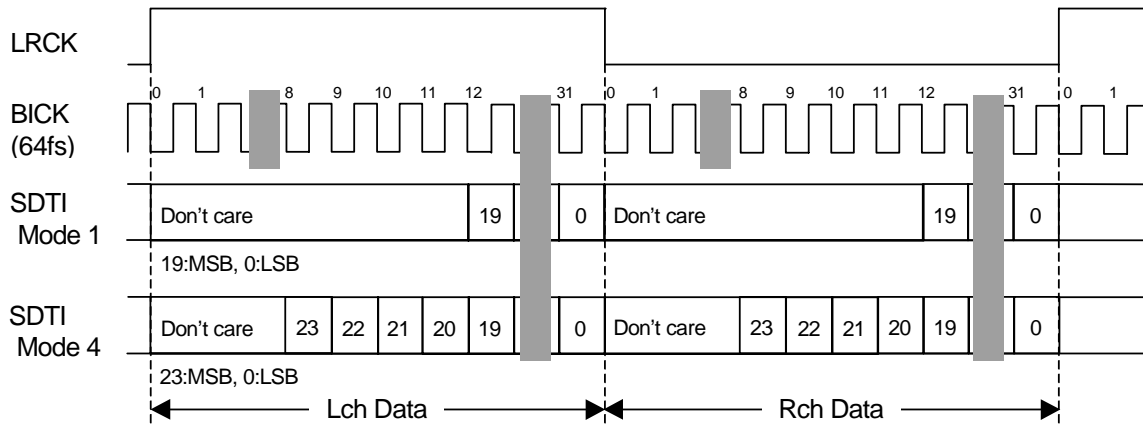 LRCK
0 1 8 9 10 11 12 31 0 1 8 9 10 11 12 31 0 1
BICK
(64fs)
SDTI
Mode 1
Don't care 19 0 Don't care 19 0
19:MSB, 0:LSB
SDTI
Mode 4
Don't care 23 22 21 20 19 0 Don't care 23 22 21 20 19 0
23:MSB, 0:LSB
Lch Data Rch Data